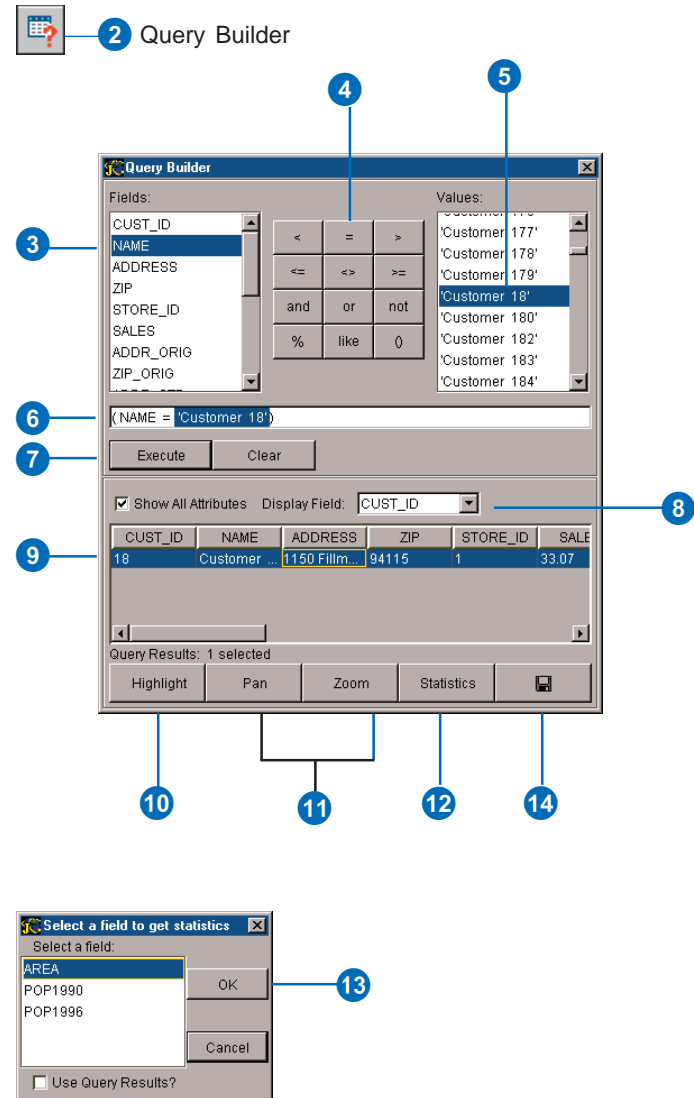 2 Query Builder
4
5
Query Builder
Fields:
Values:
CUST_ID
NAME
ADDRESS
ZIP
STORE_ID
SALES
ADDR_ORIG
ZIP_ORIG
3
< = >
<= <> >=
and or not
% like ()
'Customer 177'
'Customer 178'
'Customer 179'
'Customer 18'
'Customer 180'
'Customer 182'
'Customer 183'
'Customer 184'
6
( NAME = 'Customer 18')
7
Execute Clear
Show All Attributes Display Field: CUST_ID
8
CUST_ID NAME ADDRESS ZIP STORE_ID SALE
9
18 Customer ... 1150 Fillm... 94115 1 33.07
Query Results: 1 selected
Highlight Pan Zoom Statistics
10 11 12 14
Select a field to get statistics
Select a field:
AREA
POP1990
POP1996
OK
13
Cancel
Use Query Results?